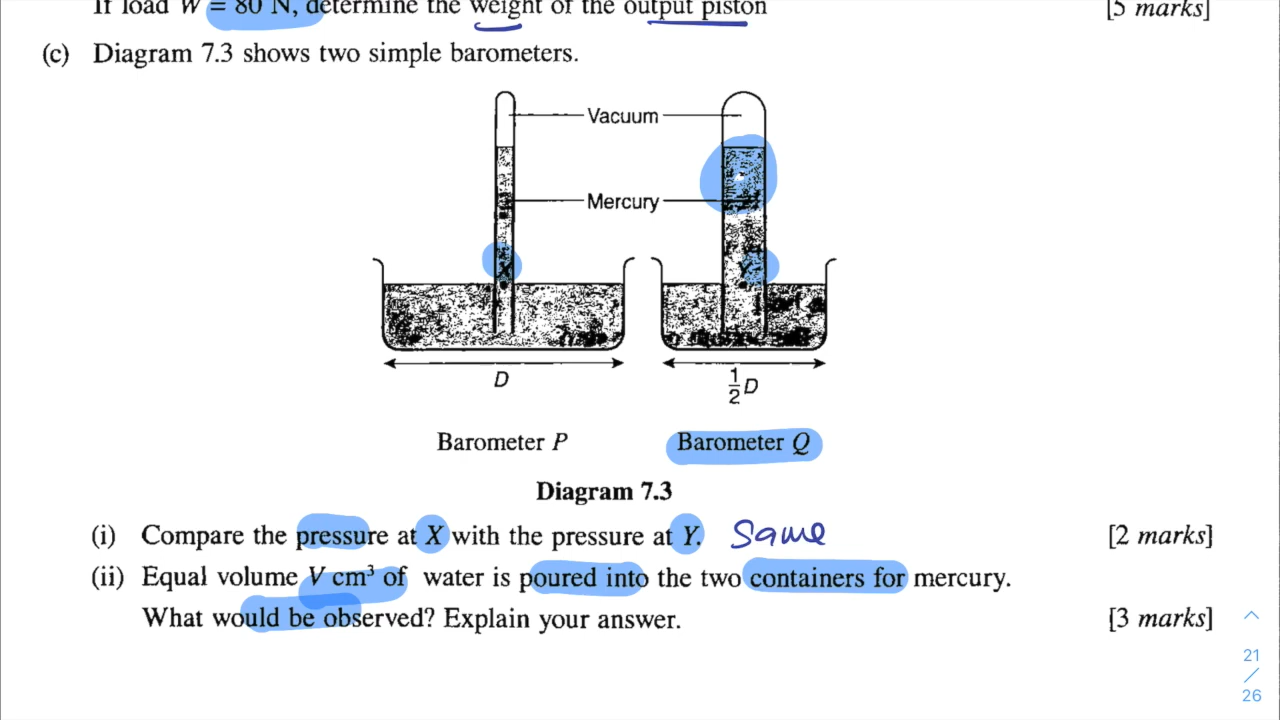 If load W = 80 N, determine the weight of the output piston [5 marks]
(c) Diagram 7.3 shows two simple barometers.
Vacuum
Mercury
X Y
D ½D
Barometer P Barometer Q
Diagram 7.3
(i) Compare the pressure at X with the pressure at Y. Same [2 marks]
(ii) Equal volume V cm³ of water is poured into the two containers for mercury.
What would be observed? Explain your answer. [3 marks]
21
/
26